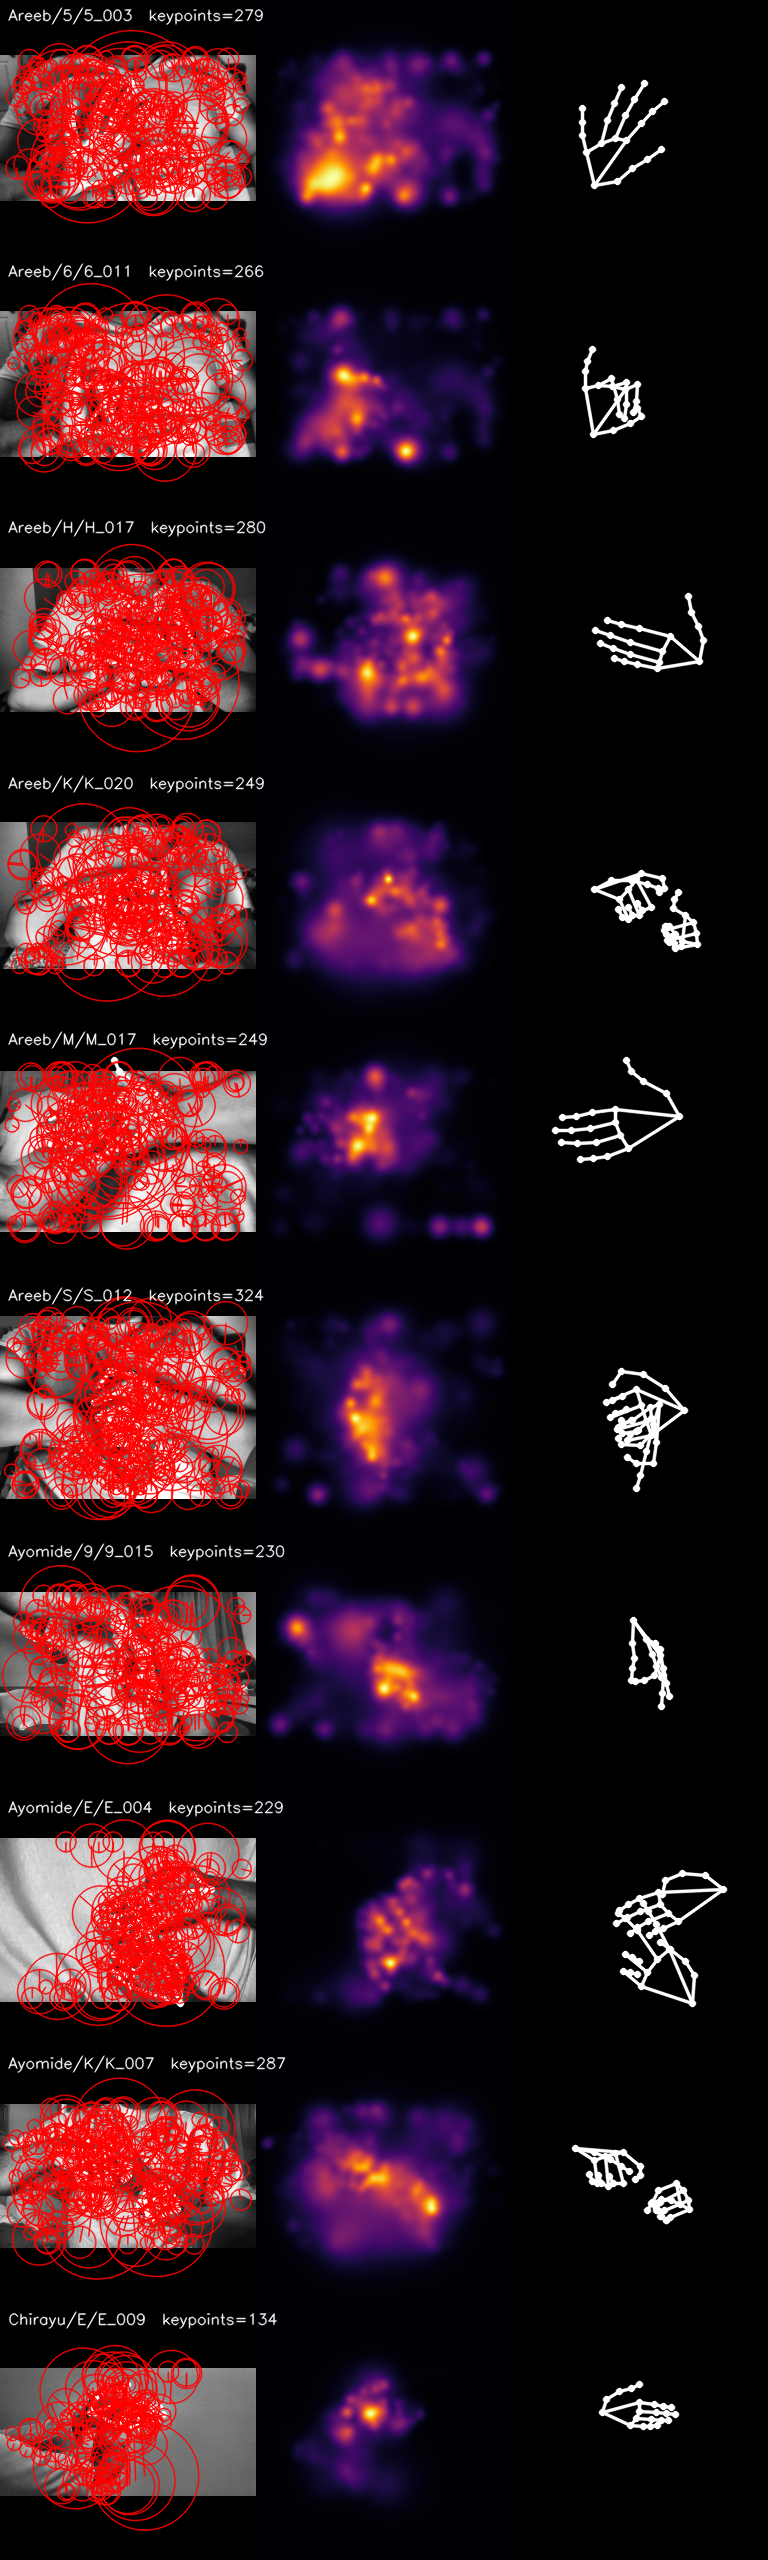 Areeb/5/5_003 keypoints=279
Areeb/6/6_011 keypoints=266
Areeb/H/H_017 keypoints=280
Areeb/K/K_020 keypoints=249
Areeb/M/M_017 keypoints=249
Areeb/S/S_012 keypoints=324
Ayomide/9/9_015 keypoints=230
Ayomide/E/E_004 keypoints=229
Ayomide/K/K_007 keypoints=287
Chirayu/E/E_009 keypoints=134